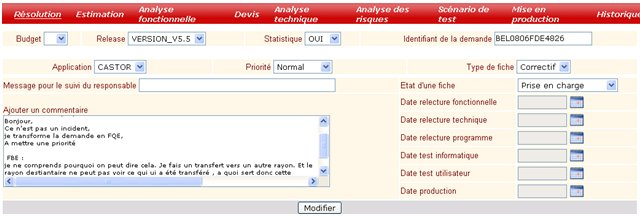 Résolution Estimation Analyse fonctionnelle Devis Analyse technique Analyse des risques Scénario de test Mise en production Historique
Budget Release VERSION_V5.5 Statistique OUI Identifiant de la demande BEL0806FDE4826
Application CASTOR Priorité Normal Type de fiche Correctif
Message pour le suivi du responsable Etat d'une fiche Prise en charge
Date relecture fonctionnelle
Ajouter un commentaire
Bonjour,
Ce n'est pas un incident,
je transforme la demande en FQE,
A mettre une priorité
FBE :
je ne comprends pourquoi on peut dire cela. Je fais un transfert vers un autre rayon. Et le
rayon destiantaire ne peut pas voir ce qui ui a été transféré , a quoi sert donc cette
Date relecture technique
Date relecture programme
Date test informatique
Date test utilisateur
Date production
Modifier